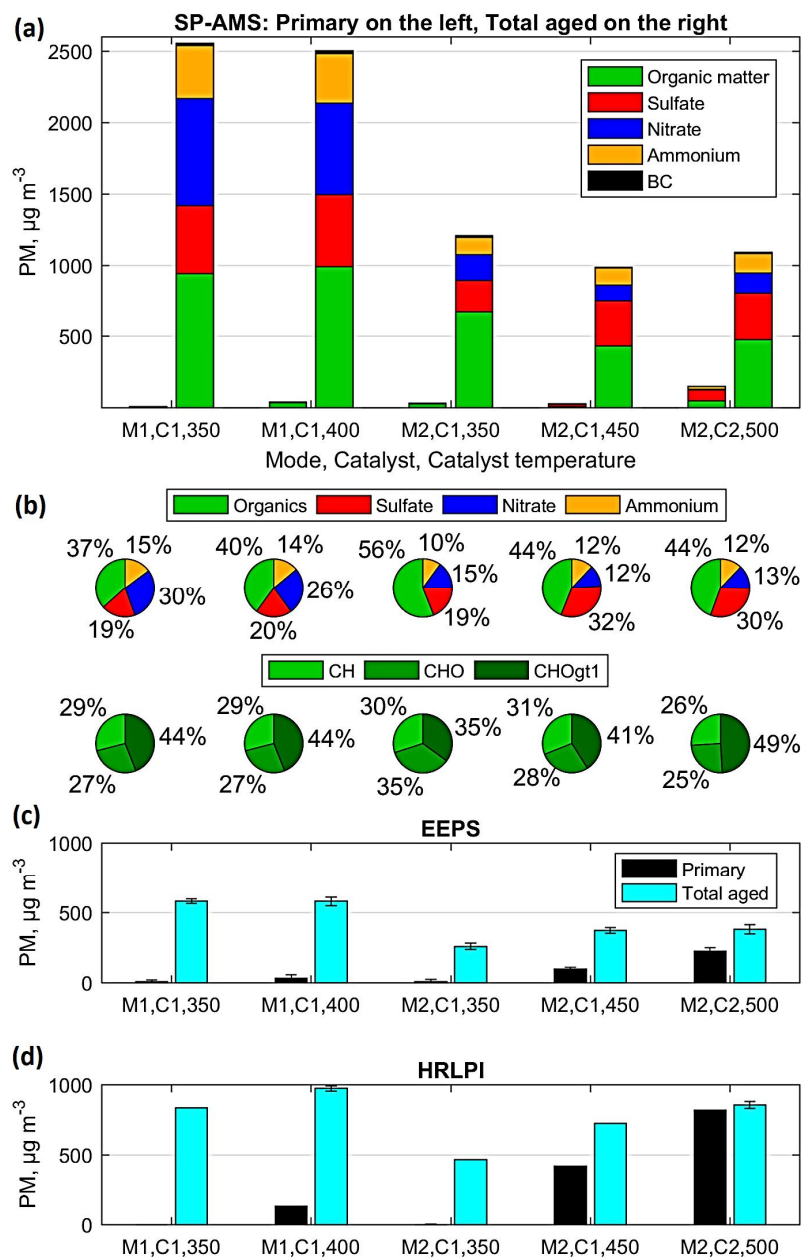 (a)
SP-AMS: Primary on the left, Total aged on the right
2500
2000
1500
1000
500
PM, µg m-3
Organic matter
Sulfate
Nitrate
Ammonium
BC
M1,C1,350 M1,C1,400 M2,C1,350 M2,C1,450 M2,C2,500
Mode, Catalyst, Catalyst temperature
(b)
Organics Sulfate Nitrate Ammonium
37% 15% 40% 14% 56% 10% 44% 12% 44% 12%
30% 26% 15% 12% 13%
19% 20% 19% 32% 30%
CH CHO CHOgt1
29% 29% 30% 31% 26%
44% 44% 35% 41% 49%
27% 27% 35% 28% 25%
(c)
EEPS
1000
500
0
PM, µg m-3
Primary
Total aged
M1,C1,350 M1,C1,400 M2,C1,350 M2,C1,450 M2,C2,500
(d)
HRLPI
1000
500
0
PM, µg m-3
M1,C1,350 M1,C1,400 M2,C1,350 M2,C1,450 M2,C2,500